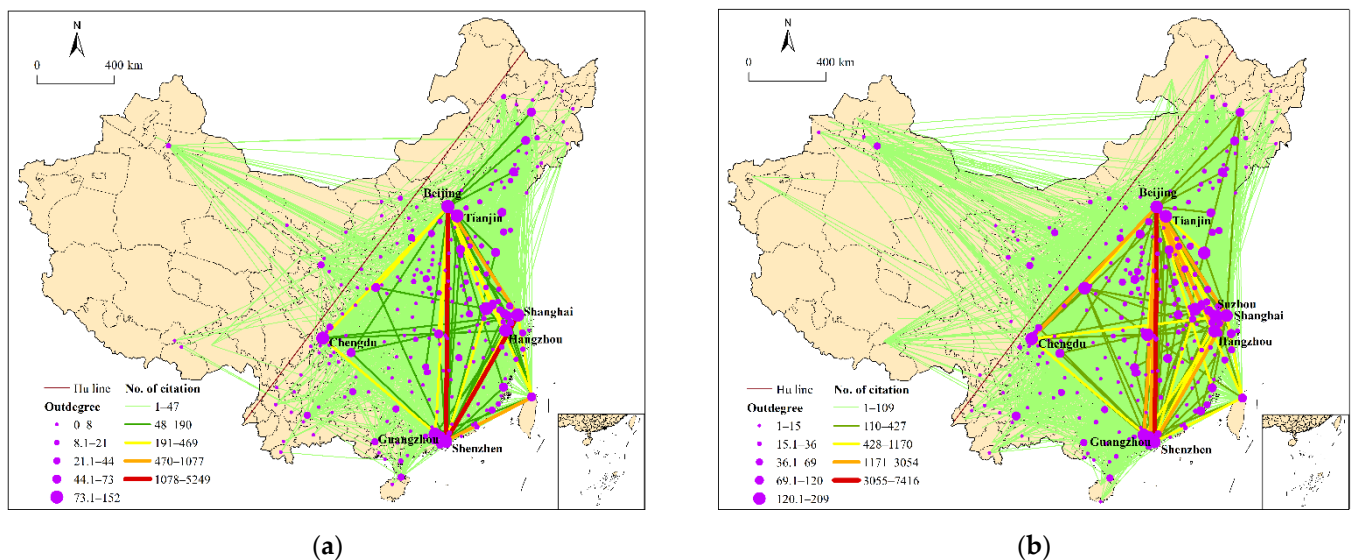 N
0 400 km
Beijing
Tianjin
Shanghai
Hangzhou
Chengdu
Guangzhou
Shenzhen
Hu line
Outdegree
0–8
8.1–21
21.1–44
44.1–73
73.1–152
No. of citation
1–47
48–190
191–469
470–1077
1078–5249
(a)
N
0 400 km
Beijing
Tianjin
Suzhou
Shanghai
Hangzhou
Chengdu
Guangzhou
Shenzhen
Hu line
Outdegree
1–15
15.1–36
36.1–69
69.1–120
120.1–209
No. of citation
1–109
110–427
428–1170
1171–3054
3055–7416
(b)